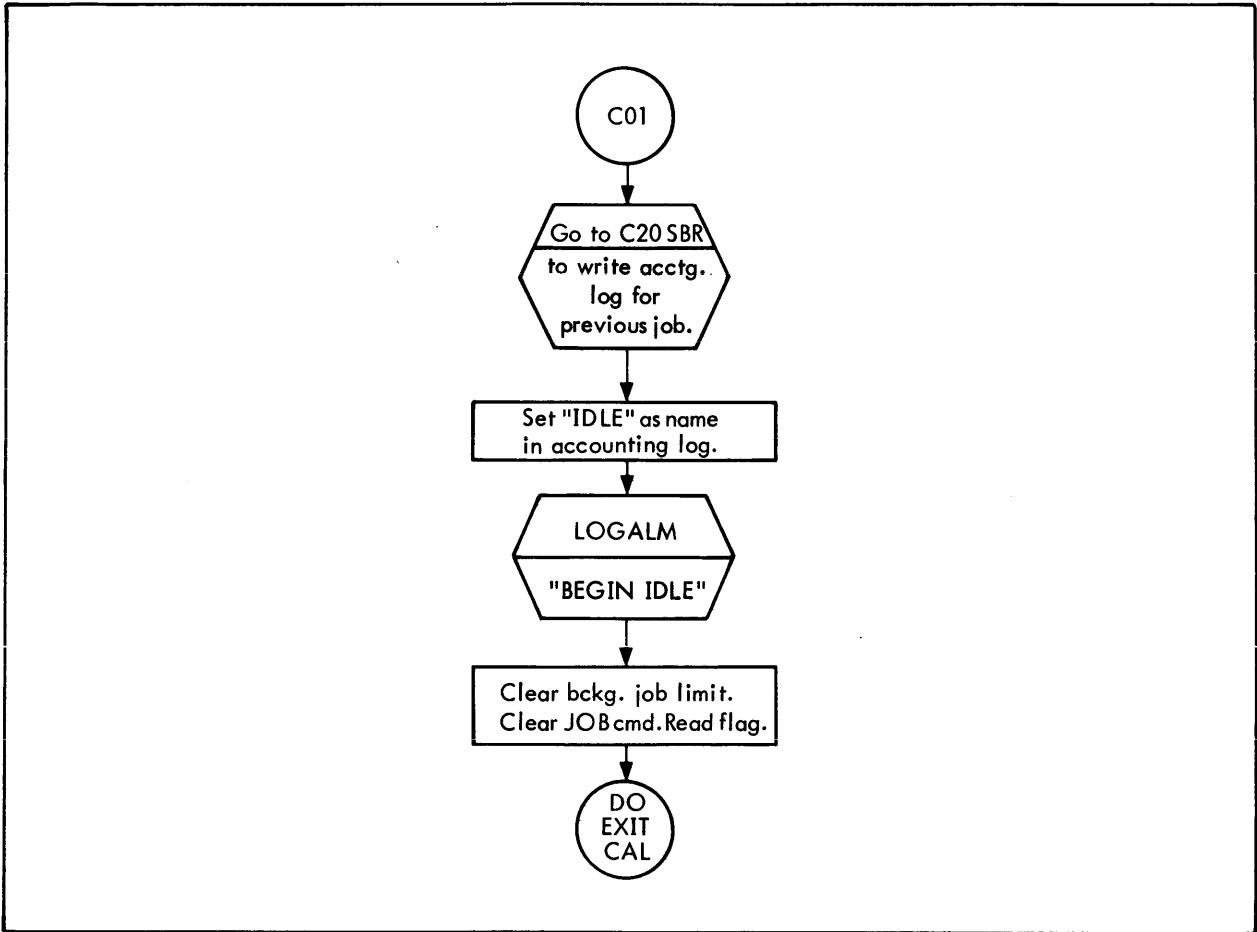 C01
Go to C20 SBR
to write acctg.
log for
previous job.
Set "IDLE" as name
in accounting log.
LOGALM
"BEGIN IDLE"
Clear bckg. job limit.
Clear JOB cmd. Read flag.
DO
EXIT
CAL